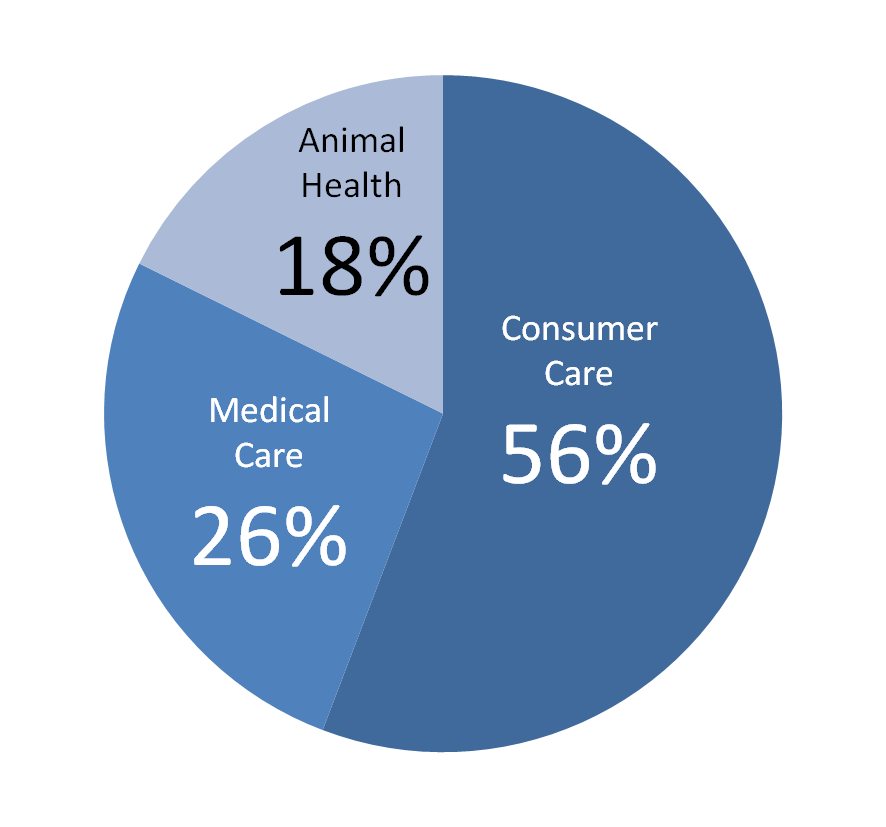 Animal
Health
18%
Consumer
Care
56%
Medical
Care
26%